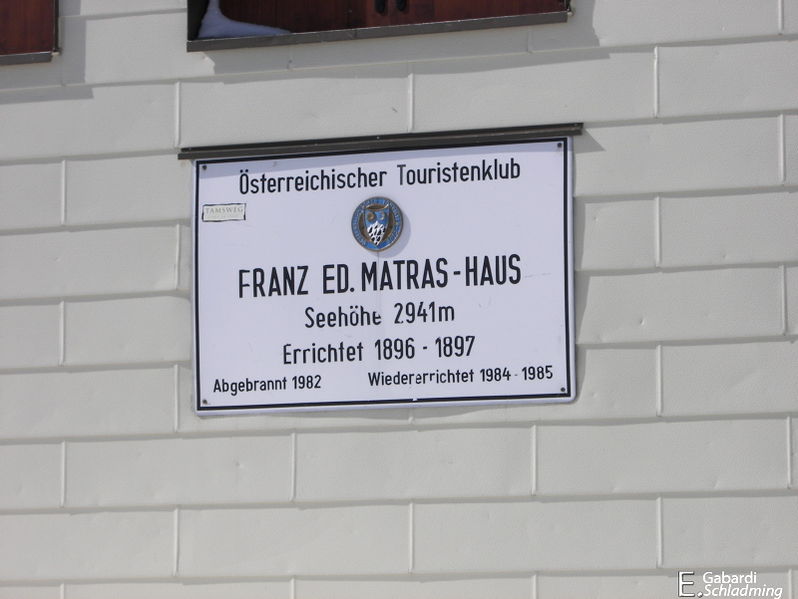 Österreichischer Touristenklub
TAMSWEG
FRANZ ED. MATRAS-HAUS
Seehöhe 2941m
Errichtet 1896 - 1897
Abgebrannt 1982 Wiedererrichtet 1984 - 1985
E. Gabardi
Schladming